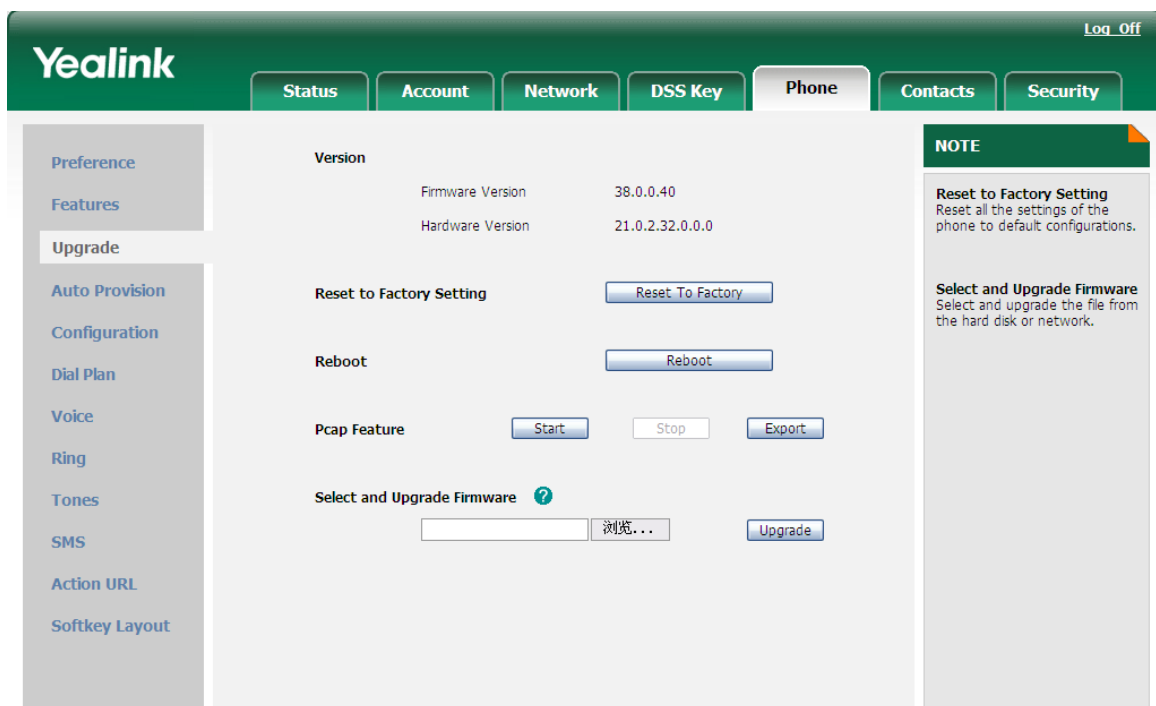 Log Off
Yealink
Status Account Network DSS Key Phone Contacts Security
Preference
Features
Upgrade
Auto Provision
Configuration
Dial Plan
Voice
Ring
Tones
SMS
Action URL
Softkey Layout
Version
Firmware Version 38.0.0.40
Hardware Version 21.0.2.32.0.0.0
Reset to Factory Setting Reset To Factory
Reboot Reboot
Pcap Feature Start Stop Export
Select and Upgrade Firmware ?
浏览... Upgrade
NOTE
Reset to Factory Setting
Reset all the settings of the
phone to default configurations.
Select and Upgrade Firmware
Select and upgrade the file from
the hard disk or network.